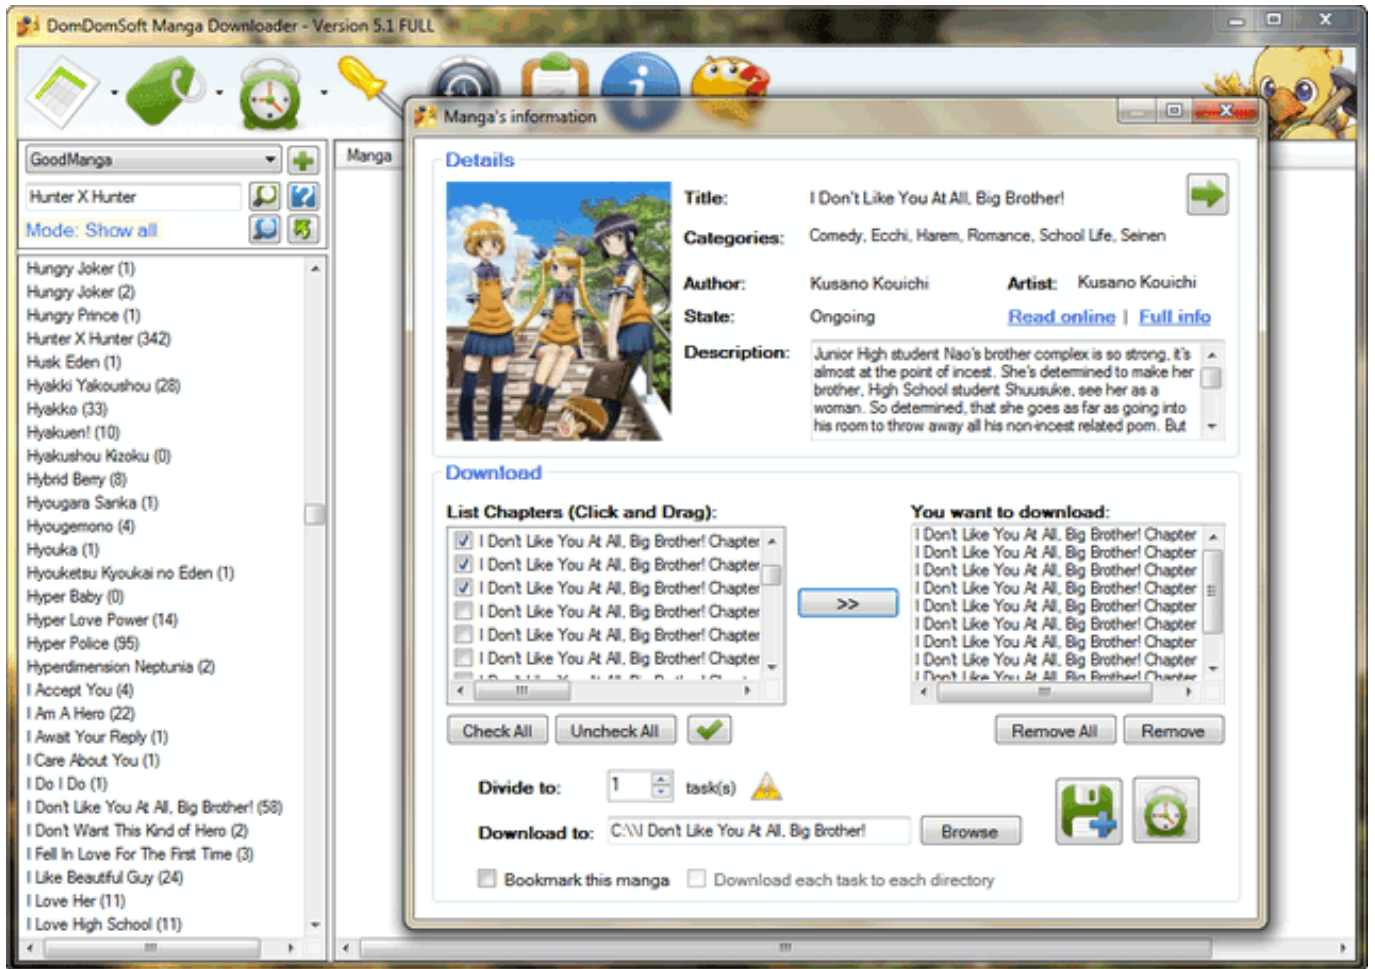 DomDomSoft Manga Downloader - Version 5.1 FULL
GoodManga
Hunter X Hunter
Mode: Show all
Hungry Joker (1)
Hungry Joker (2)
Hungry Prince (1)
Hunter X Hunter (342)
Husk Eden (1)
Hyakki Yakoushou (28)
Hyakko (33)
Hyakuen! (10)
Hyakushou Kizoku (0)
Hybrid Berry (8)
Hyougara Sanka (1)
Hyougemono (4)
Hyouka (1)
Hyouketsu Kyoukai no Eden (1)
Hyper Baby (0)
Hyper Love Power (14)
Hyper Police (95)
Hyperdimension Neptunia (2)
I Accept You (4)
I Am A Hero (22)
I Await Your Reply (1)
I Care About You (1)
I Do I Do (1)
I Don't Like You At All, Big Brother! (58)
I Don't Want This Kind of Hero (2)
I Fell In Love For The First Time (3)
I Like Beautiful Guy (24)
I Love Her (11)
I Love High School (11)
Manga
Manga's information
Details
Title: I Don't Like You At All, Big Brother!
Categories: Comedy, Ecchi, Harem, Romance, School Life, Seinen
Author: Kusano Kouichi Artist: Kusano Kouichi
State: Ongoing Read online | Full info
Description: Junior High student Nao's brother complex is so strong, it's
almost at the point of incest. She's determined to make her
brother, High School student Shuusuke, see her as a
woman. So determined, that she goes as far as going into
his room to throw away all his non-incest related porn. But
Download
List Chapters (Click and Drag):
I Don't Like You At All, Big Brother! Chapter
I Don't Like You At All, Big Brother! Chapter
I Don't Like You At All, Big Brother! Chapter
I Don't Like You At All, Big Brother! Chapter
I Don't Like You At All, Big Brother! Chapter
I Don't Like You At All, Big Brother! Chapter
>>
You want to download:
I Don't Like You At All, Big Brother! Chapter
I Don't Like You At All, Big Brother! Chapter
I Don't Like You At All, Big Brother! Chapter
I Don't Like You At All, Big Brother! Chapter
I Don't Like You At All, Big Brother! Chapter
I Don't Like You At All, Big Brother! Chapter
I Don't Like You At All, Big Brother! Chapter
I Don't Like You At All, Big Brother! Chapter
I Don't Like You At All, Big Brother! Chapter
Check All Uncheck All Remove All Remove
Divide to: 1 task(s)
Download to: C:\\I Don't Like You At All, Big Brother! Browse
Bookmark this manga Download each task to each directory